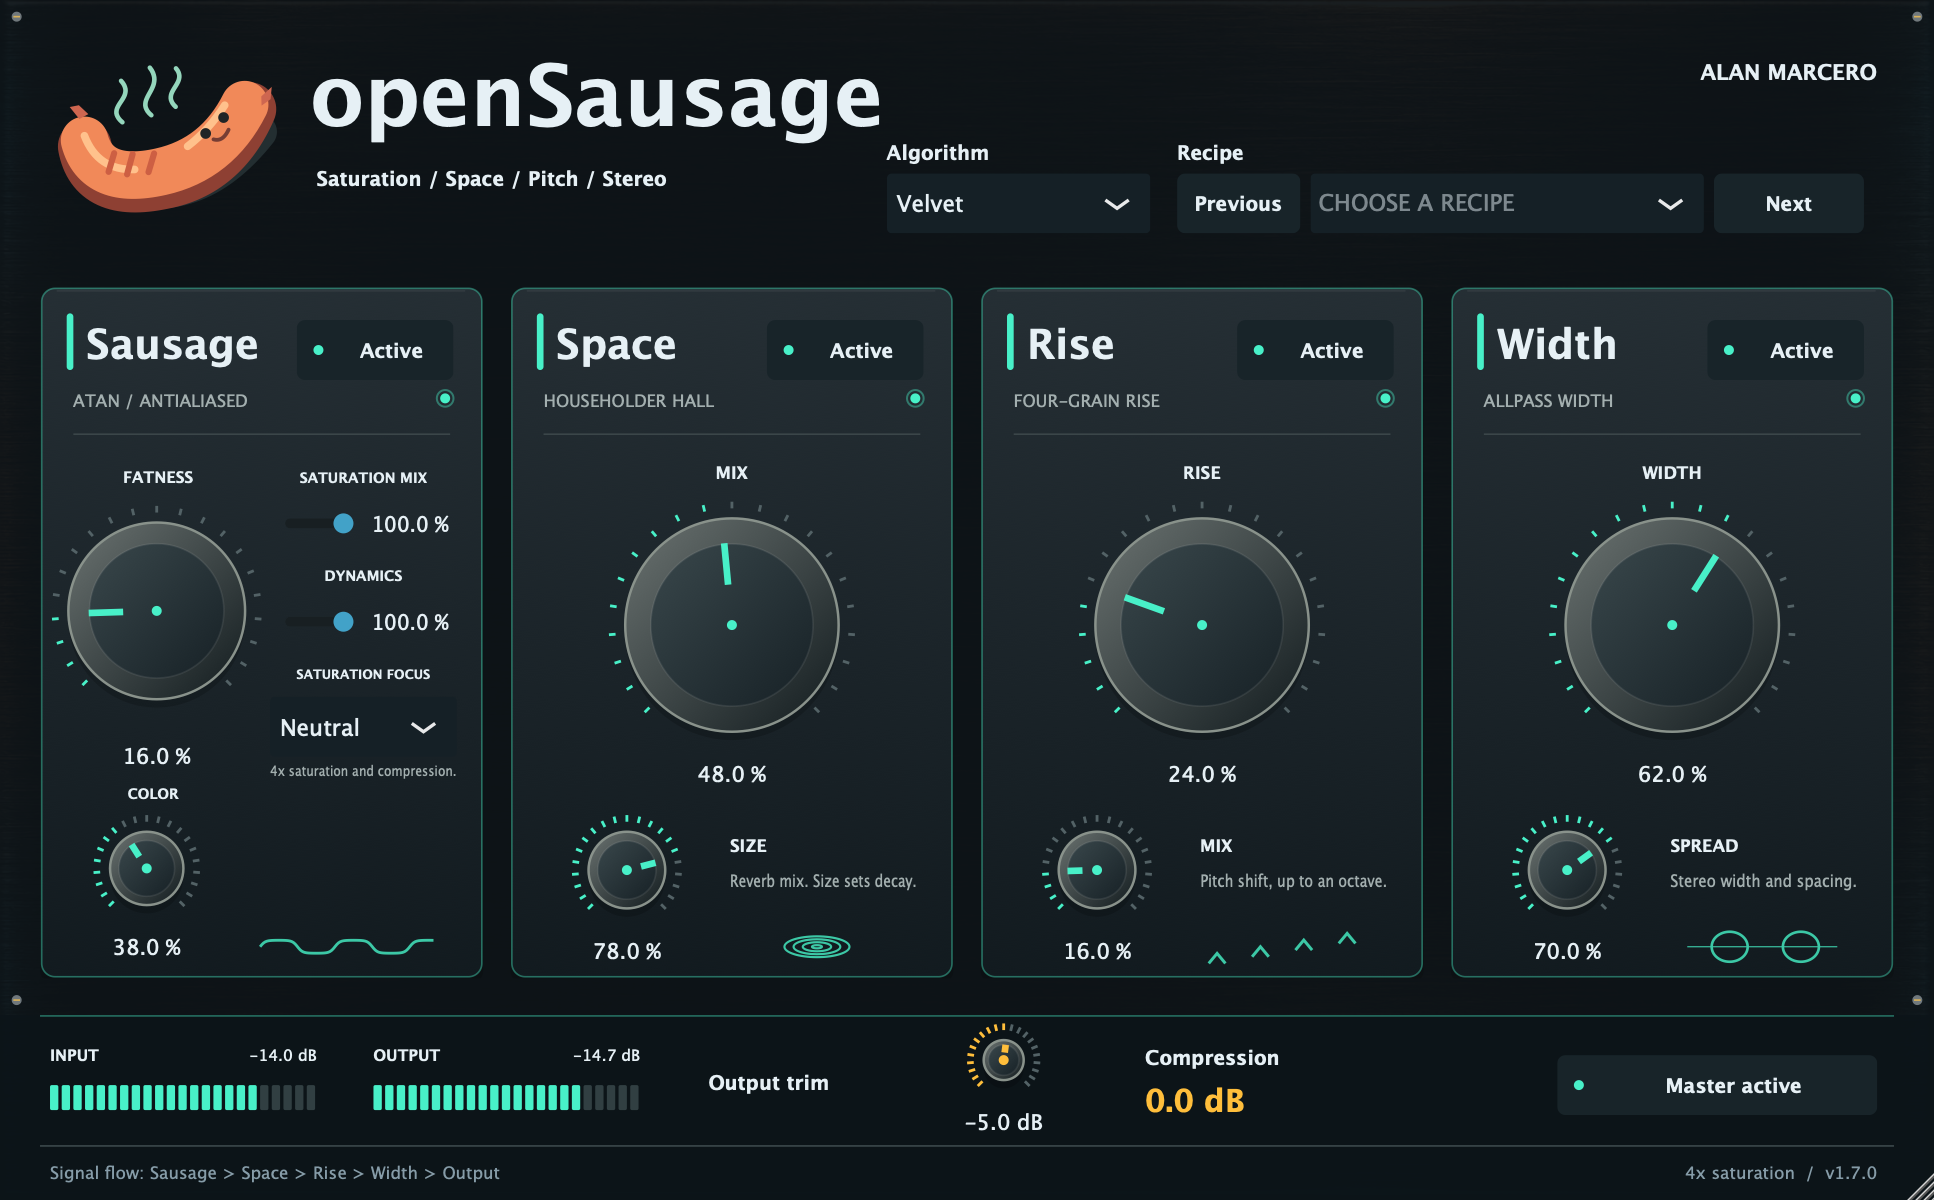 openSausage
ALAN MARCERO
Saturation / Space / Pitch / Stereo
Algorithm
Velvet
Recipe
Previous
CHOOSE A RECIPE
Next
Sausage
Active
ATAN / ANTIALIASED
FATNESS
16.0 %
SATURATION MIX
100.0 %
DYNAMICS
100.0 %
SATURATION FOCUS
Neutral
4x saturation and compression.
COLOR
38.0 %
Space
Active
HOUSEHOLDER HALL
MIX
48.0 %
SIZE
Reverb mix. Size sets decay.
78.0 %
Rise
Active
FOUR-GRAIN RISE
RISE
24.0 %
MIX
Pitch shift, up to an octave.
16.0 %
Width
Active
ALLPASS WIDTH
WIDTH
62.0 %
SPREAD
Stereo width and spacing.
70.0 %
INPUT
-14.0 dB
OUTPUT
-14.7 dB
Output trim
-5.0 dB
Compression
0.0 dB
Master active
Signal flow: Sausage > Space > Rise > Width > Output
4x saturation / v1.7.0